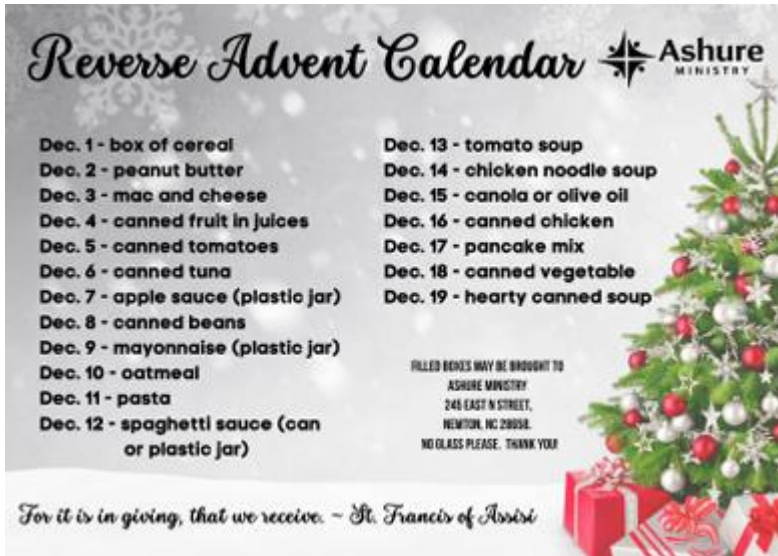 Reverse Advent Calendar
Ashure
MINISTRY
Dec. 1 - box of cereal
Dec. 2 - peanut butter
Dec. 3 - mac and cheese
Dec. 4 - canned fruit in juices
Dec. 5 - canned tomatoes
Dec. 6 - canned tuna
Dec. 7 - apple sauce (plastic jar)
Dec. 8 - canned beans
Dec. 9 - mayonnaise (plastic jar)
Dec. 10 - oatmeal
Dec. 11 - pasta
Dec. 12 - spaghetti sauce (can
or plastic jar)
Dec. 13 - tomato soup
Dec. 14 - chicken noodle soup
Dec. 15 - canola or olive oil
Dec. 16 - canned chicken
Dec. 17 - pancake mix
Dec. 18 - canned vegetable
Dec. 19 - hearty canned soup
FILLED BOXES MAY BE BROUGHT TO
ASHURE MINISTRY
245 EAST N STREET,
NEWTON, NC 28658.
NO GLASS PLEASE. THANK YOU!
For it is in giving, that we receive. ~ St. Francis of Assisi